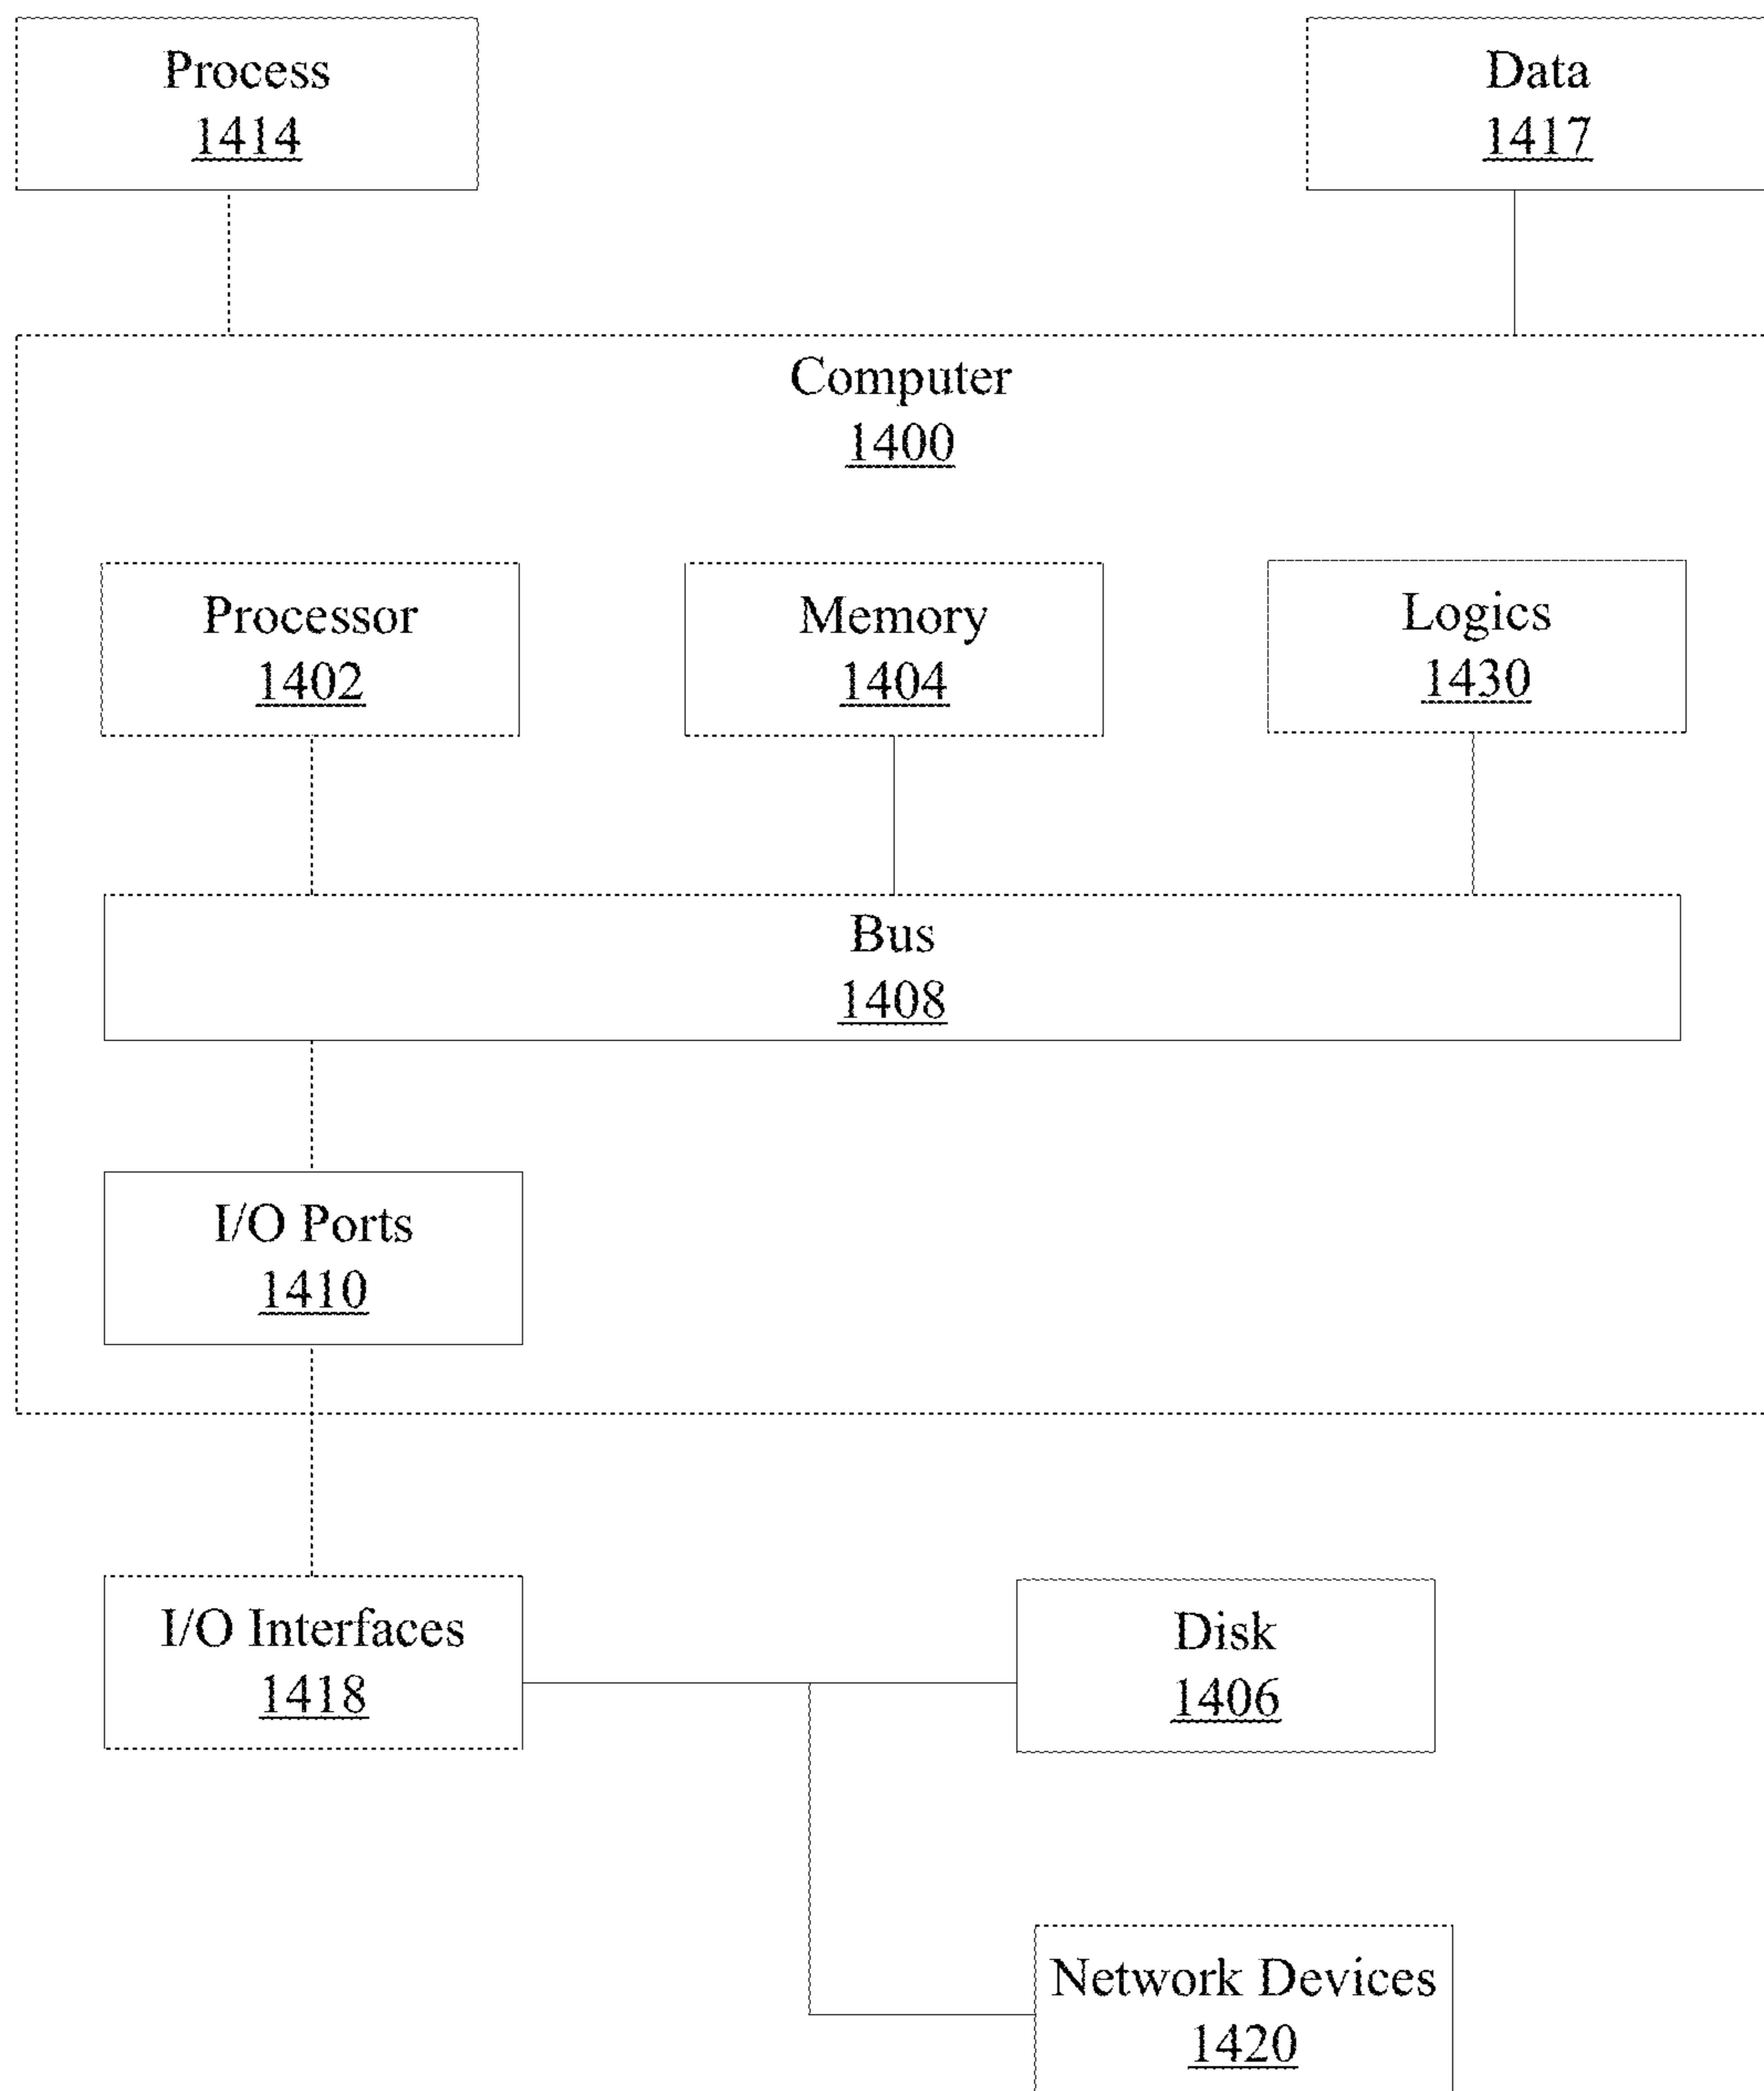 Process
1414
Data
1417
Computer
1400
Processor
1402
Memory
1404
Logics
1430
Bus
1408
I/O Ports
1410
I/O Interfaces
1418
Disk
1406
Network Devices
1420